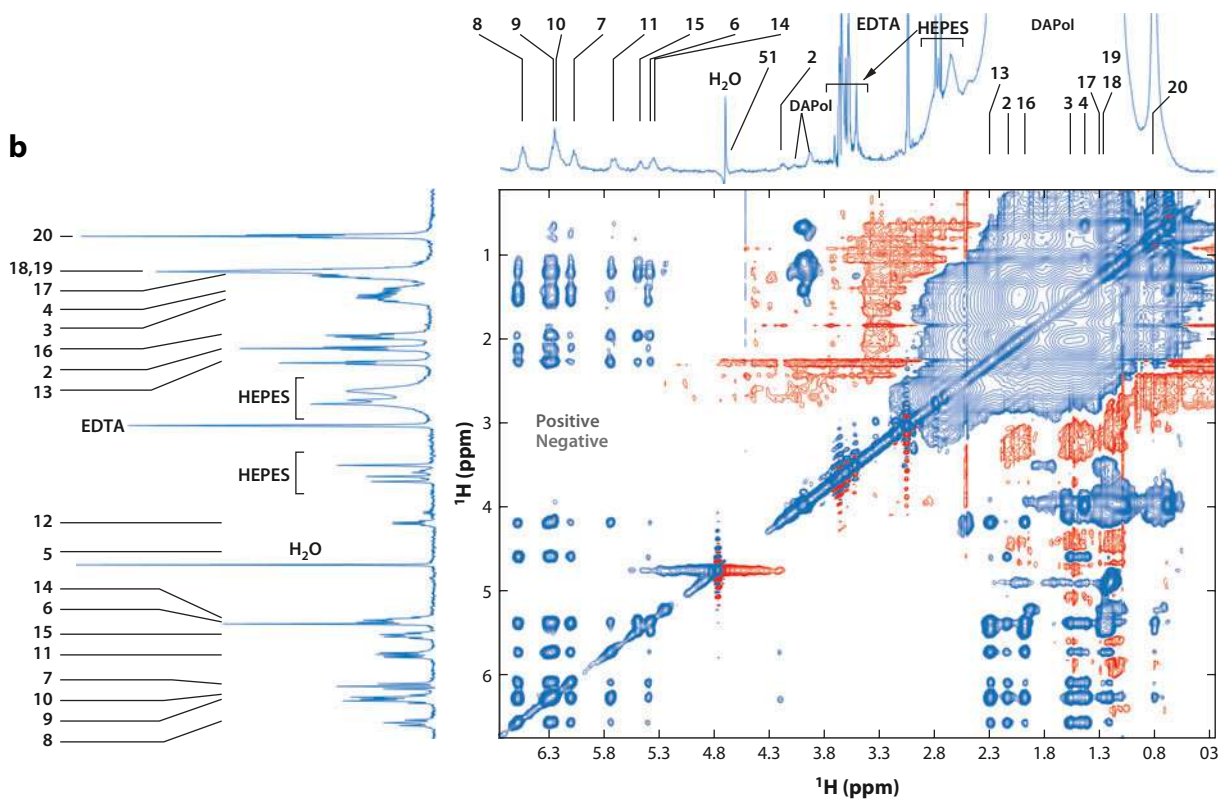 8 9 10 7 11 15 6 14
EDTA HEPES DAPol
H₂O 51 2 DAPol
13 2 16 3 4 17 19 18 20
b
20
18,19
17
4
3
16
2
13
HEPES
EDTA
HEPES
12
5
H₂O
14
6
15
11
7
10
9
8
Positive
Negative
1
2
3
4
5
6
¹H (ppm)
6.3 5.8 5.3 4.8 4.3 3.8 3.3 2.8 2.3 1.8 1.3 0.8 03
¹H (ppm)